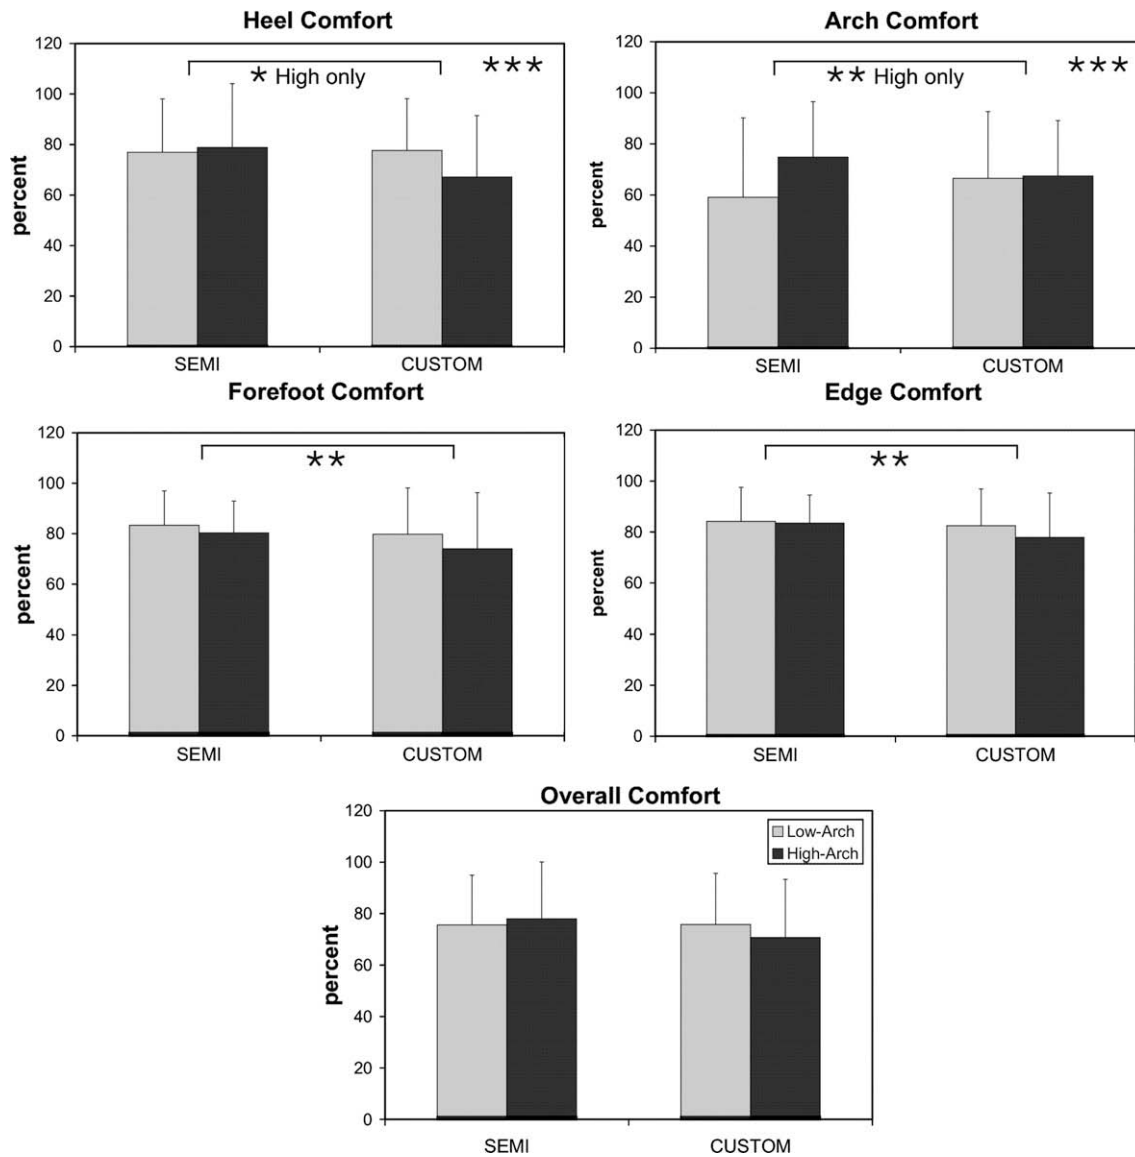 Heel Comfort
120
100
80
60
40
20
0
percent
* High only
***
SEMI
CUSTOM
Arch Comfort
120
100
80
60
40
20
0
percent
** High only
***
SEMI
CUSTOM
Forefoot Comfort
120
100
80
60
40
20
0
percent
**
SEMI
CUSTOM
Edge Comfort
120
100
80
60
40
20
0
percent
**
SEMI
CUSTOM
Overall Comfort
120
100
80
60
40
20
0
percent
Low-Arch
High-Arch
SEMI
CUSTOM